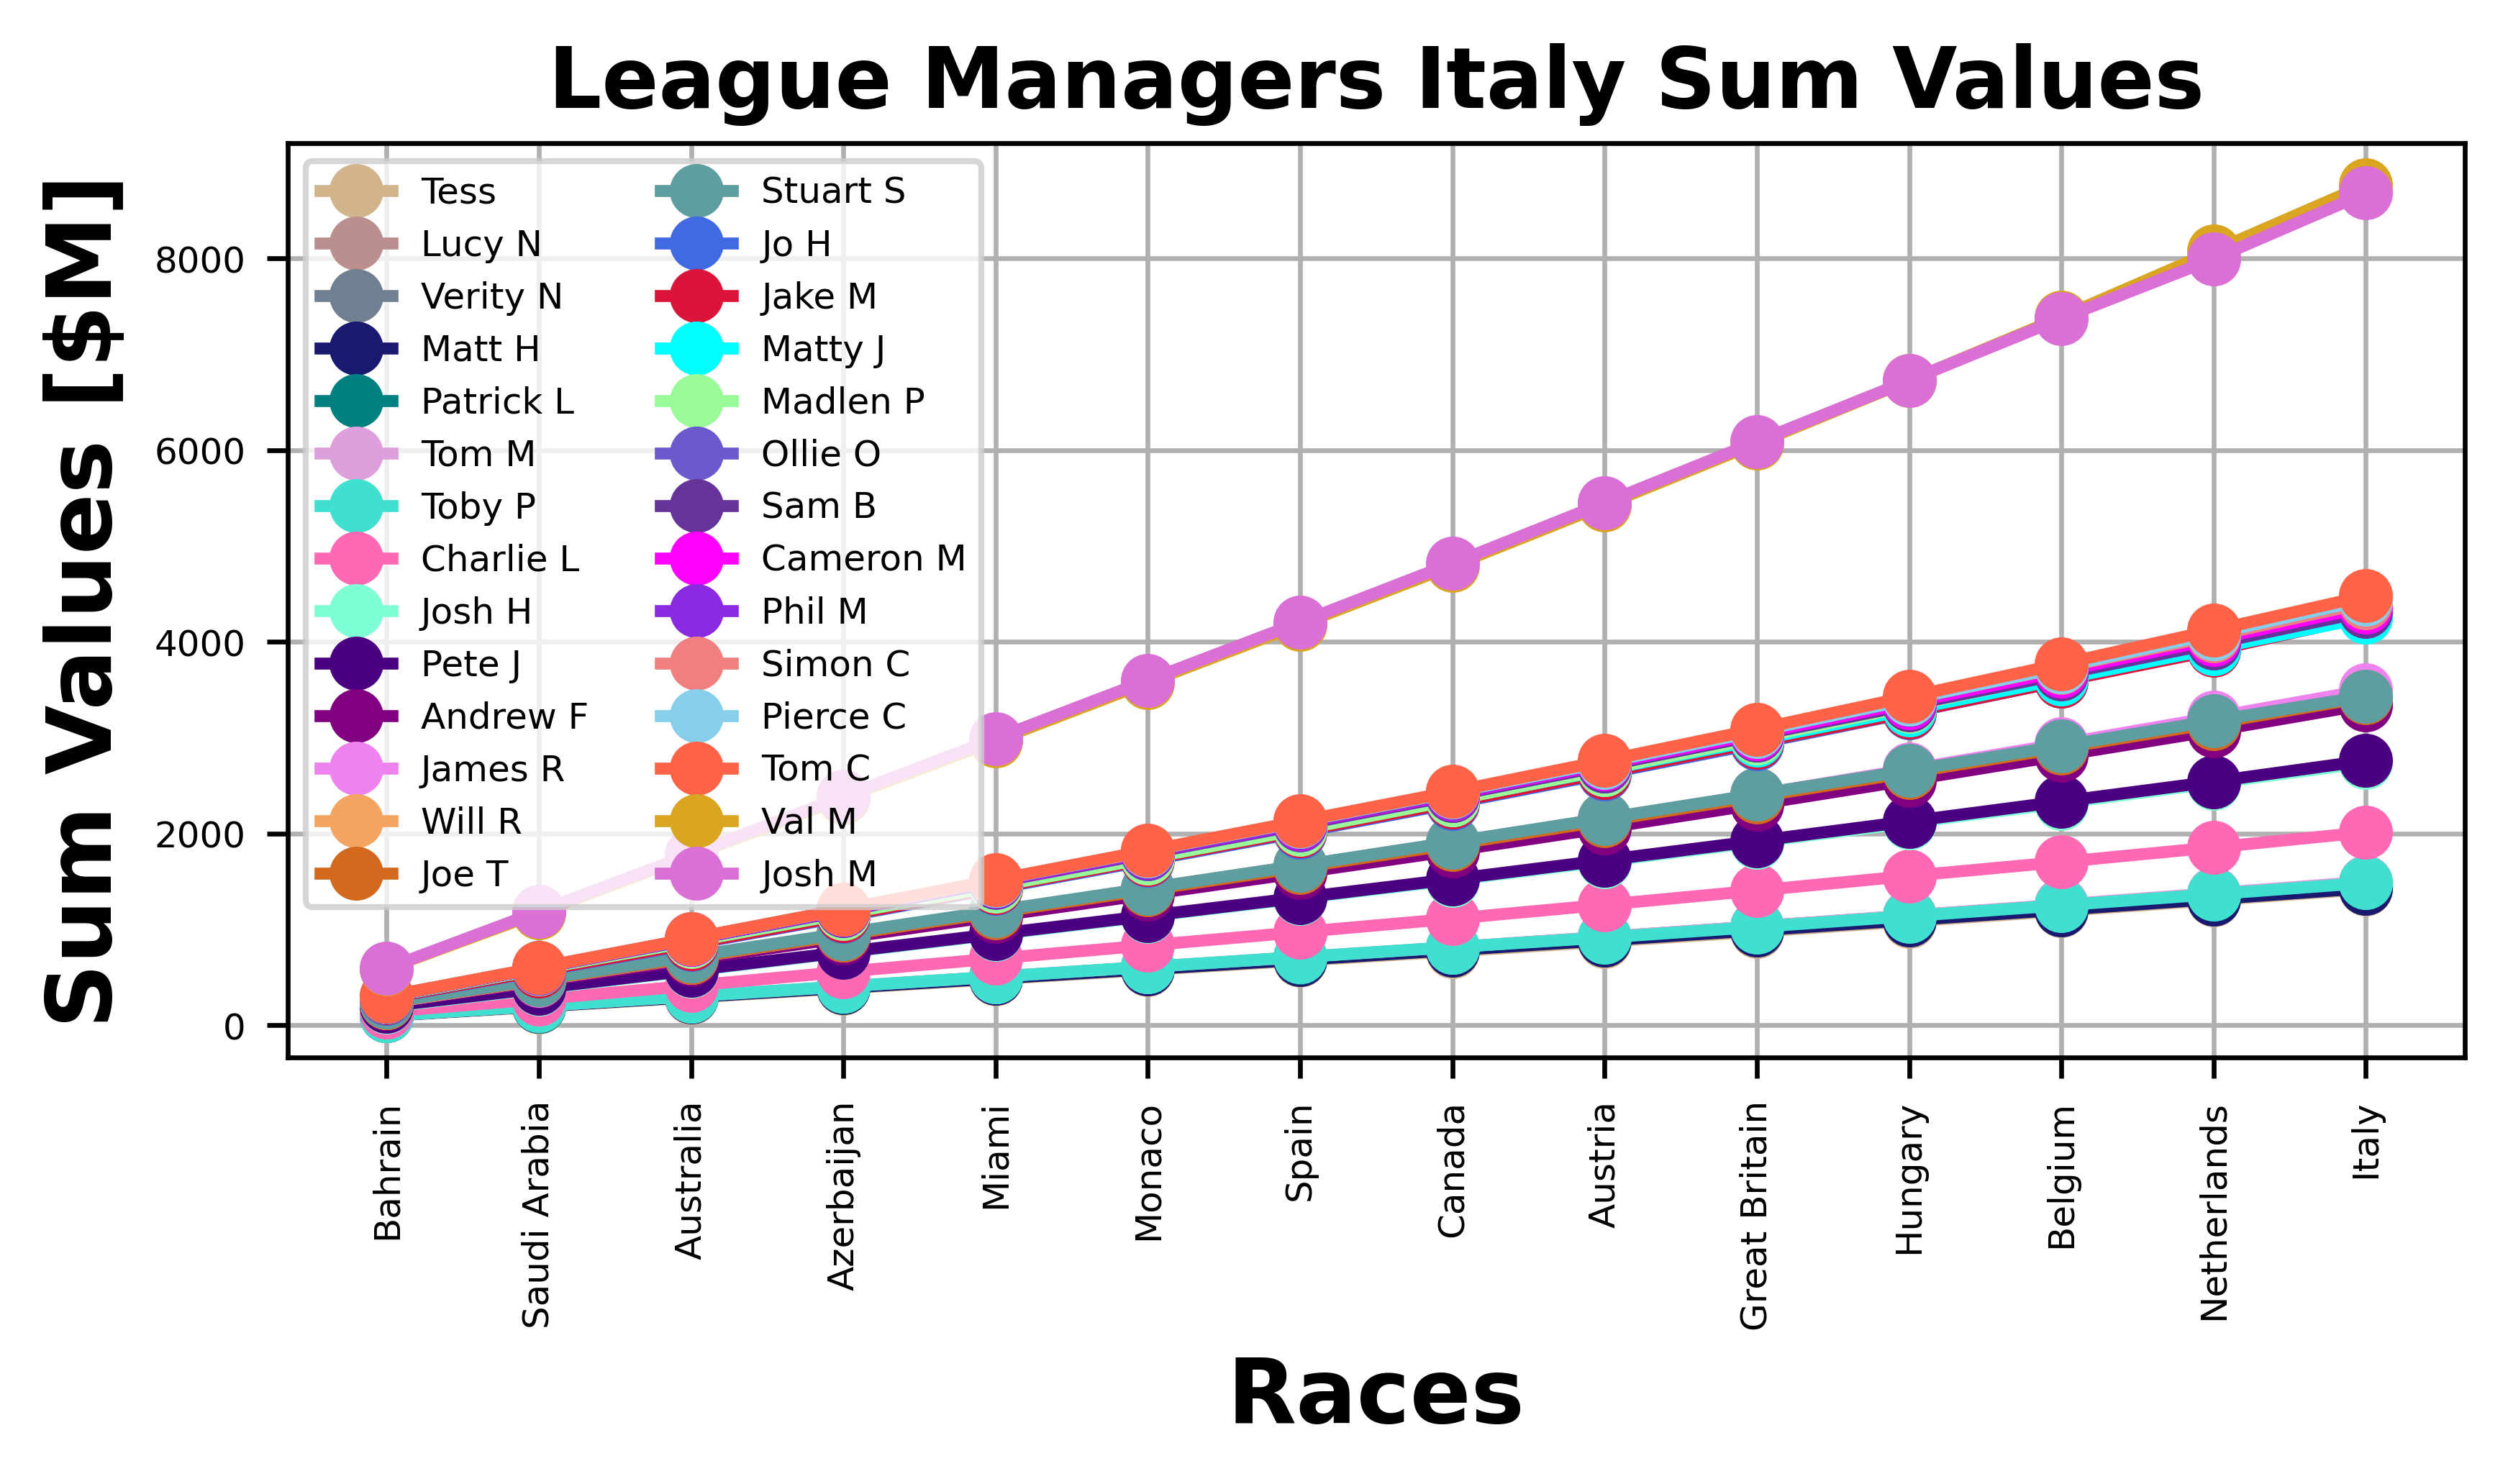 League Managers Italy Sum Values
Sum Values [$M]
8000
6000
4000
2000
0
Tess
Lucy N
Verity N
Matt H
Patrick L
Tom M
Toby P
Charlie L
Josh H
Pete J
Andrew F
James R
Will R
Joe T
Stuart S
Jo H
Jake M
Matty J
Madlen P
Ollie O
Sam B
Cameron M
Phil M
Simon C
Pierce C
Tom C
Val M
Josh M
Bahrain
Saudi Arabia
Australia
Azerbaijan
Miami
Monaco
Spain
Canada
Austria
Great Britain
Hungary
Belgium
Netherlands
Italy
Races